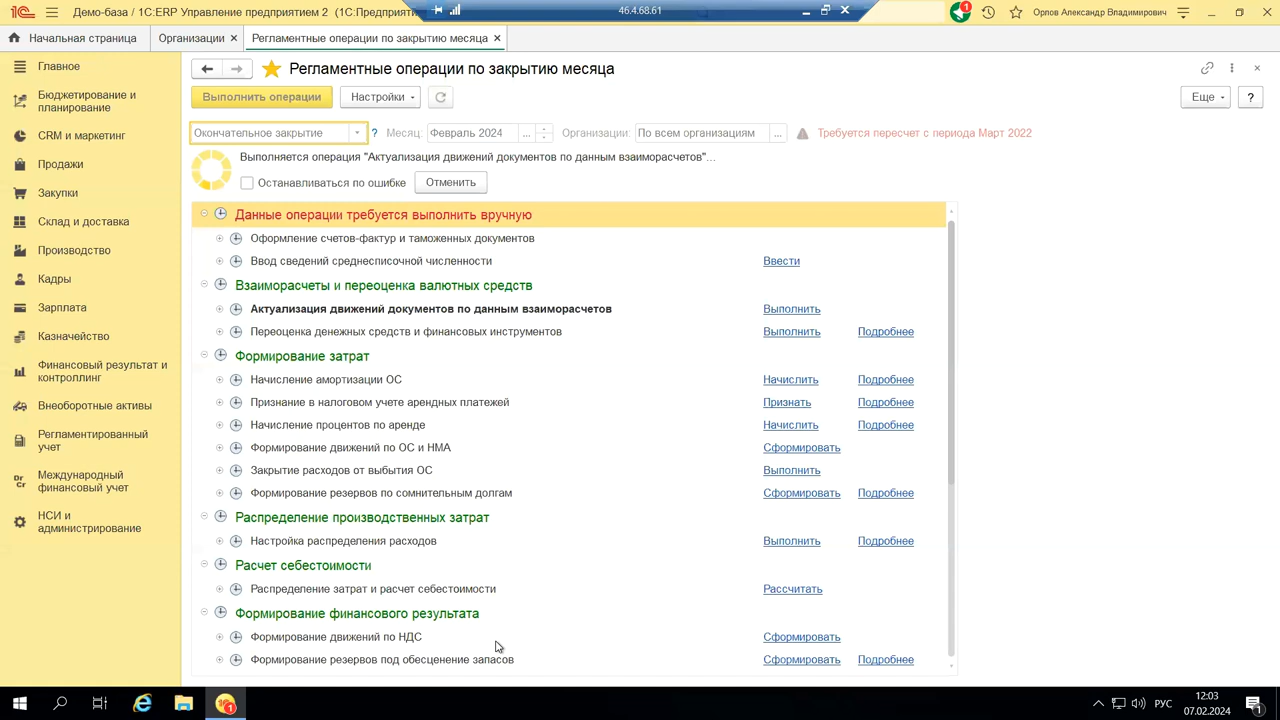 Демо-база / 1С:ERP Управление предприятием 2 (1С:Предприяти
46.4.68.61
1
Орлов Александр Владимирович
Начальная страница
Организации ×
Регламентные операции по закрытию месяца ×
Главное
Бюджетирование и
планирование
CRM и маркетинг
Продажи
Закупки
Склад и доставка
Производство
Кадры
Зарплата
Казначейство
Финансовый результат и
контроллинг
Внеоборотные активы
Регламентированный
учет
Международный
финансовый учет
НСИ и
администрирование
Регламентные операции по закрытию месяца
Выполнить операции
Настройки
Еще
?
Окончательное закрытие
?
Месяц:
Февраль 2024
...
Организации:
По всем организациям
...
Требуется пересчет с периода Март 2022
Выполняется операция "Актуализация движений документов по данным взаиморасчетов"...
Останавливаться по ошибке
Отменить
Данные операции требуется выполнить вручную
Оформление счетов-фактур и таможенных документов
Ввод сведений среднесписочной численности Ввести
Взаиморасчеты и переоценка валютных средств
Актуализация движений документов по данным взаиморасчетов Выполнить
Переоценка денежных средств и финансовых инструментов Выполнить Подробнее
Формирование затрат
Начисление амортизации ОС Начислить Подробнее
Признание в налоговом учете арендных платежей Признать Подробнее
Начисление процентов по аренде Начислить Подробнее
Формирование движений по ОС и НМА Сформировать
Закрытие расходов от выбытия ОС Выполнить
Формирование резервов по сомнительным долгам Сформировать Подробнее
Распределение производственных затрат
Настройка распределения расходов Выполнить Подробнее
Расчет себестоимости
Распределение затрат и расчет себестоимости Рассчитать
Формирование финансового результата
Формирование движений по НДС Сформировать
Формирование резервов под обесценение запасов Сформировать Подробнее
РУС
12:03
07.02.2024
1
1